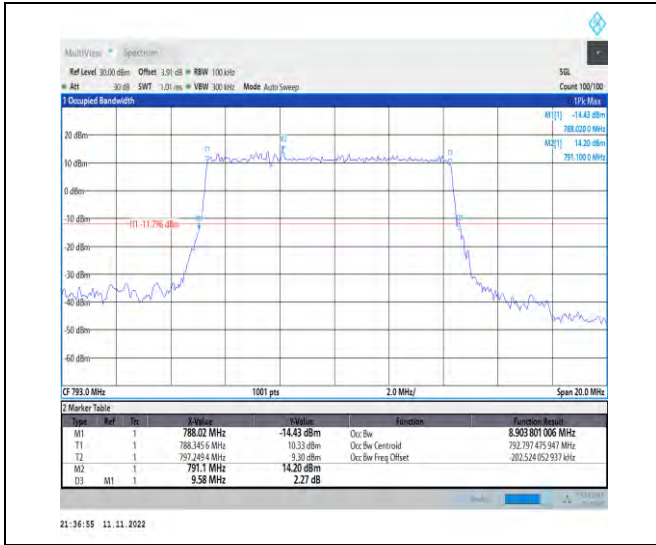 MultiView Spectrum
Ref Level 30.00 dBm Offset 3.91 dB RBW 100 kHz SGL
Att 30 dB SWT 1.01 ms VBW 300 kHz Mode Auto Sweep Count 100/100
1 Occupied Bandwidth 1Pk Max
M1[1] -14.43 dBm
788.020 0 MHz
M2[1] 14.20 dBm
791.100 0 MHz
20 dBm
M2
T1
10 dBm
0 dBm
-10 dBm
H1 -11.796 dBm
-20 dBm
-30 dBm
-40 dBm
-50 dBm
-60 dBm
CF 793.0 MHz 1001 pts 2.0 MHz/ Span 20.0 MHz
2 Marker Table
Type Ref Trc X-Value Y-Value Function Function Result
M1 1 788.02 MHz -14.43 dBm Occ Bw 8.903 801 006 MHz
T1 1 788.345 6 MHz 10.33 dBm Occ Bw Centroid 792.797 475 947 MHz
T2 1 797.249 4 MHz 9.30 dBm Occ Bw Freq Offset -202.524 052 937 kHz
M2 1 791.1 MHz 14.20 dBm
D3 M1 1 9.58 MHz 2.27 dB
21:36:55 11.11.2022